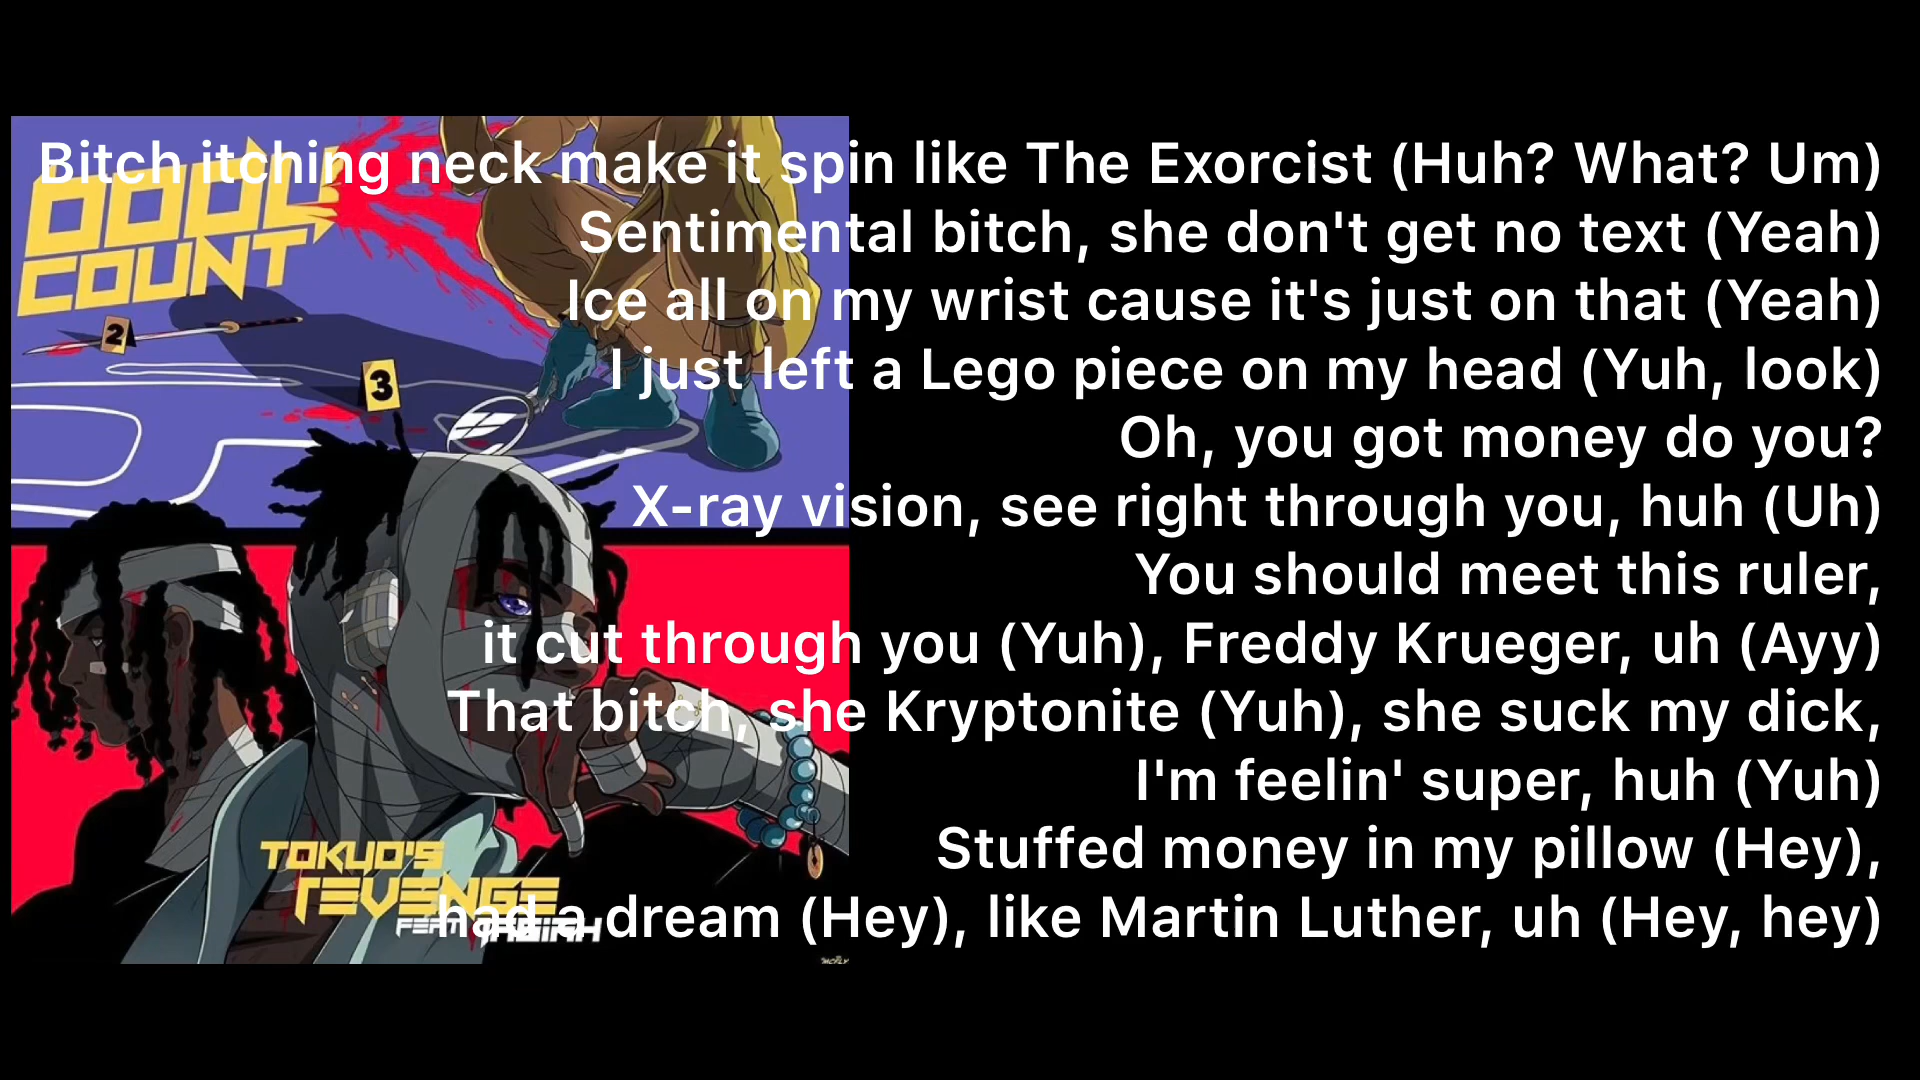 Bitch itching neck make it spin like The Exorcist (Huh? What? Um)
Sentimental bitch, she don't get no text (Yeah)
Ice all on my wrist cause it's just on that (Yeah)
I just left a Lego piece on my head (Yuh, look)
Oh, you got money do you?
X-ray vision, see right through you, huh (Uh)
You should meet this ruler,
it cut through you (Yuh), Freddy Krueger, uh (Ayy)
That bitch, she Kryptonite (Yuh), she suck my dick,
I'm feelin' super, huh (Yuh)
Stuffed money in my pillow (Hey),
had a dream (Hey), like Martin Luther, uh (Hey, hey)
COUNT
2
3
TOKYO'S
REVENGE
FEAT